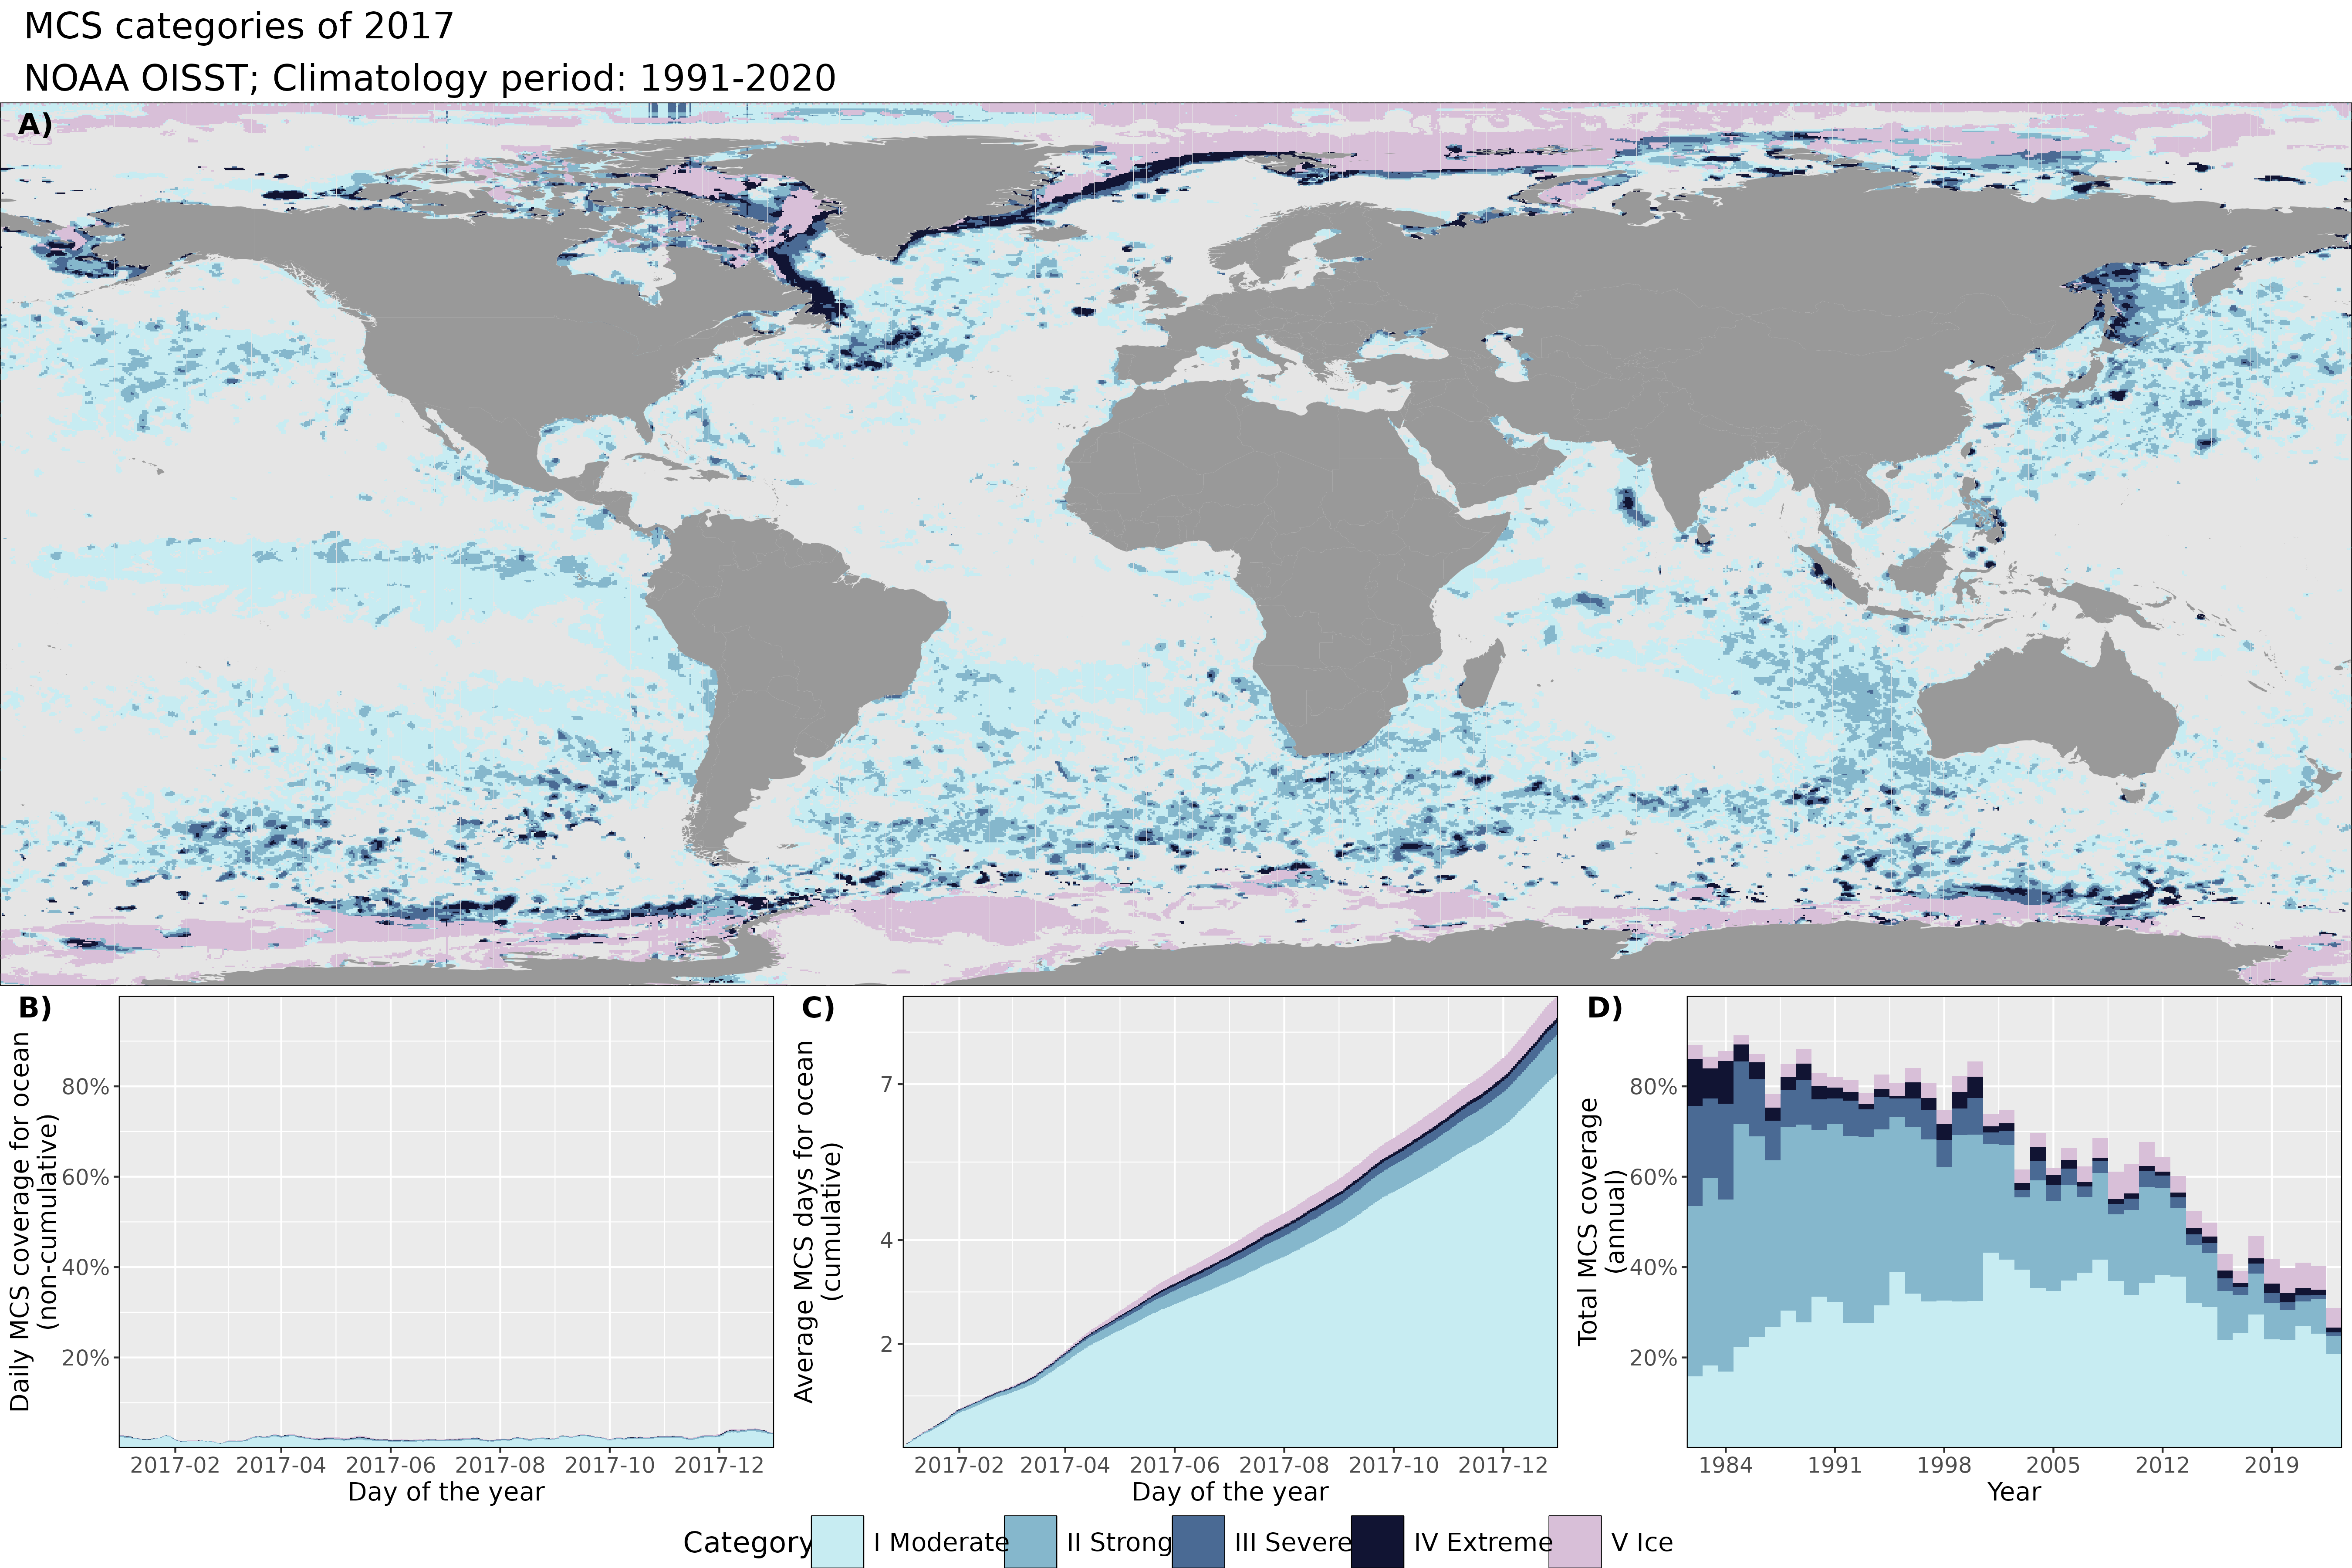 MCS categories of 2017
NOAA OISST; Climatology period: 1991-2020
A)
B)
Daily MCS coverage for ocean
(non-cumulative)
80%
60%
40%
20%
2017-02 2017-04 2017-06 2017-08 2017-10 2017-12
Day of the year
C)
Average MCS days for ocean
(cumulative)
7
4
2
2017-02 2017-04 2017-06 2017-08 2017-10 2017-12
Day of the year
D)
Total MCS coverage
(annual)
80%
60%
40%
20%
1984 1991 1998 2005 2012 2019
Year
Category I Moderate II Strong III Severe IV Extreme V Ice